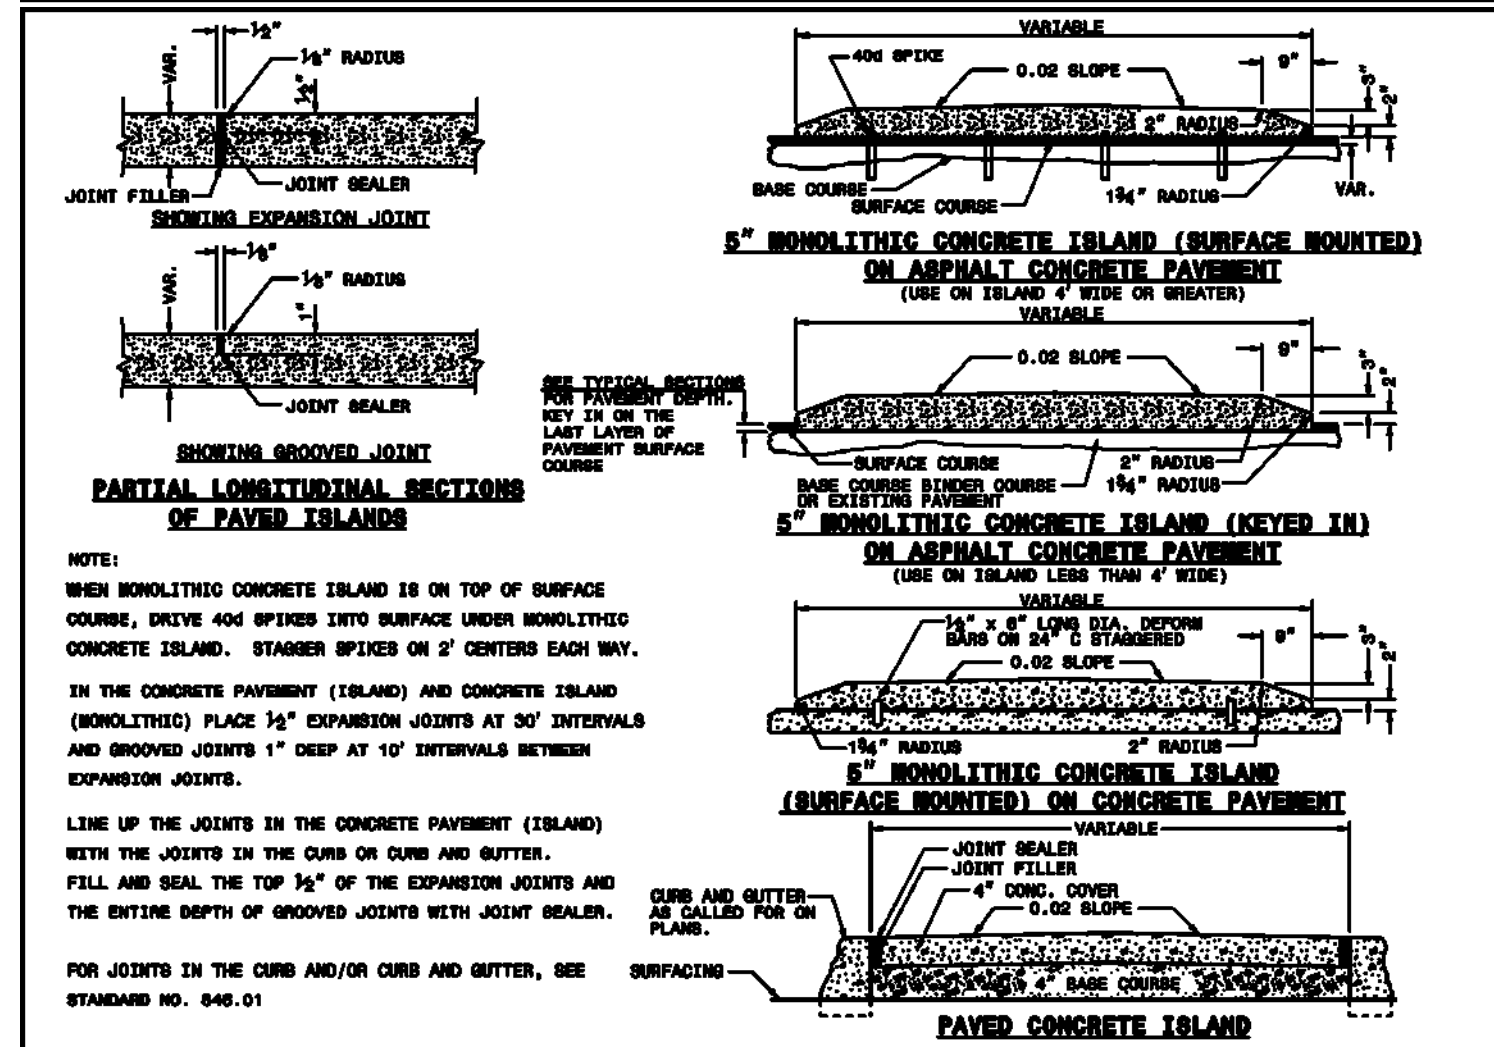 1/2"
1/8" RADIUS
VAR.
1/2"
JOINT SEALER
JOINT FILLER
SHOWING EXPANSION JOINT
1/8"
1/8" RADIUS
VAR.
1"
JOINT SEALER
SHOWING GROOVED JOINT
PARTIAL LONGITUDINAL SECTIONS
OF PAVED ISLANDS
NOTE:
WHEN MONOLITHIC CONCRETE ISLAND IS ON TOP OF SURFACE
COURSE, DRIVE 40d SPIKES INTO SURFACE UNDER MONOLITHIC
CONCRETE ISLAND. STAGGER SPIKES ON 2' CENTERS EACH WAY.
IN THE CONCRETE PAVEMENT (ISLAND) AND CONCRETE ISLAND
(MONOLITHIC) PLACE 1/2" EXPANSION JOINTS AT 30' INTERVALS
AND GROOVED JOINTS 1" DEEP AT 10' INTERVALS BETWEEN
EXPANSION JOINTS.
LINE UP THE JOINTS IN THE CONCRETE PAVEMENT (ISLAND)
WITH THE JOINTS IN THE CURB OR CURB AND GUTTER.
FILL AND SEAL THE TOP 1/2" OF THE EXPANSION JOINTS AND
THE ENTIRE DEPTH OF GROOVED JOINTS WITH JOINT SEALER.
FOR JOINTS IN THE CURB AND/OR CURB AND GUTTER, SEE
STANDARD NO. 846.01
VARIABLE
40d SPIKE
0.02 SLOPE
9"
3"
2"
2" RADIUS
BASE COURSE
SURFACE COURSE
1 3/4" RADIUS
VAR.
5" MONOLITHIC CONCRETE ISLAND (SURFACE MOUNTED)
ON ASPHALT CONCRETE PAVEMENT
(USE ON ISLAND 4' WIDE OR GREATER)
VARIABLE
0.02 SLOPE
9"
3"
2"
SEE TYPICAL SECTIONS
FOR PAVEMENT DEPTH.
KEY IN ON THE
LAST LAYER OF
PAVEMENT SURFACE
COURSE
SURFACE COURSE
2" RADIUS
BASE COURSE BINDER COURSE
OR EXISTING PAVEMENT
1 3/4" RADIUS
5" MONOLITHIC CONCRETE ISLAND (KEYED IN)
ON ASPHALT CONCRETE PAVEMENT
(USE ON ISLAND LESS THAN 4' WIDE)
VARIABLE
1/2" x 6" LONG DIA. DEFORM
BARS ON 24" C STAGGERED
0.02 SLOPE
9"
3"
2"
1 3/4" RADIUS
2" RADIUS
5" MONOLITHIC CONCRETE ISLAND
(SURFACE MOUNTED) ON CONCRETE PAVEMENT
VARIABLE
JOINT SEALER
JOINT FILLER
4" CONC. COVER
0.02 SLOPE
CURB AND GUTTER
AS CALLED FOR ON
PLANS.
SURFACING
4" BASE COURSE
PAVED CONCRETE ISLAND